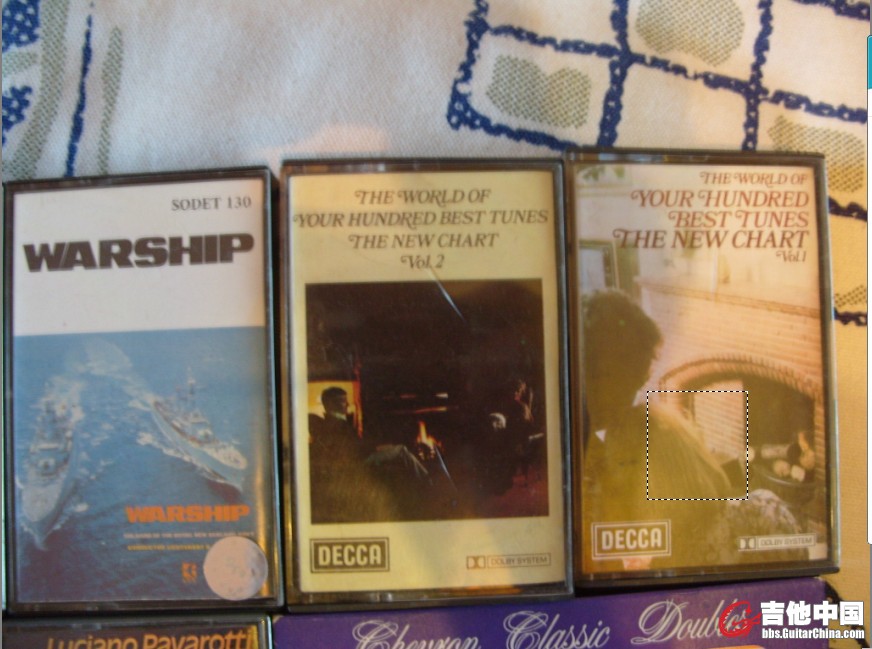 SODET 130
WARSHIP
WARSHIP
THE WORLD OF
YOUR HUNDRED BEST TUNES
THE NEW CHART
Vol. 2
DECCA
DOLBY SYSTEM
THE WORLD OF
YOUR HUNDRED
BEST TUNES
THE NEW CHART
Vol. 1
DECCA
DOLBY SYSTEM
Luciano Pavarotti
Chevron Classic Doubles
吉他中国
bbs.GuitarChina.com